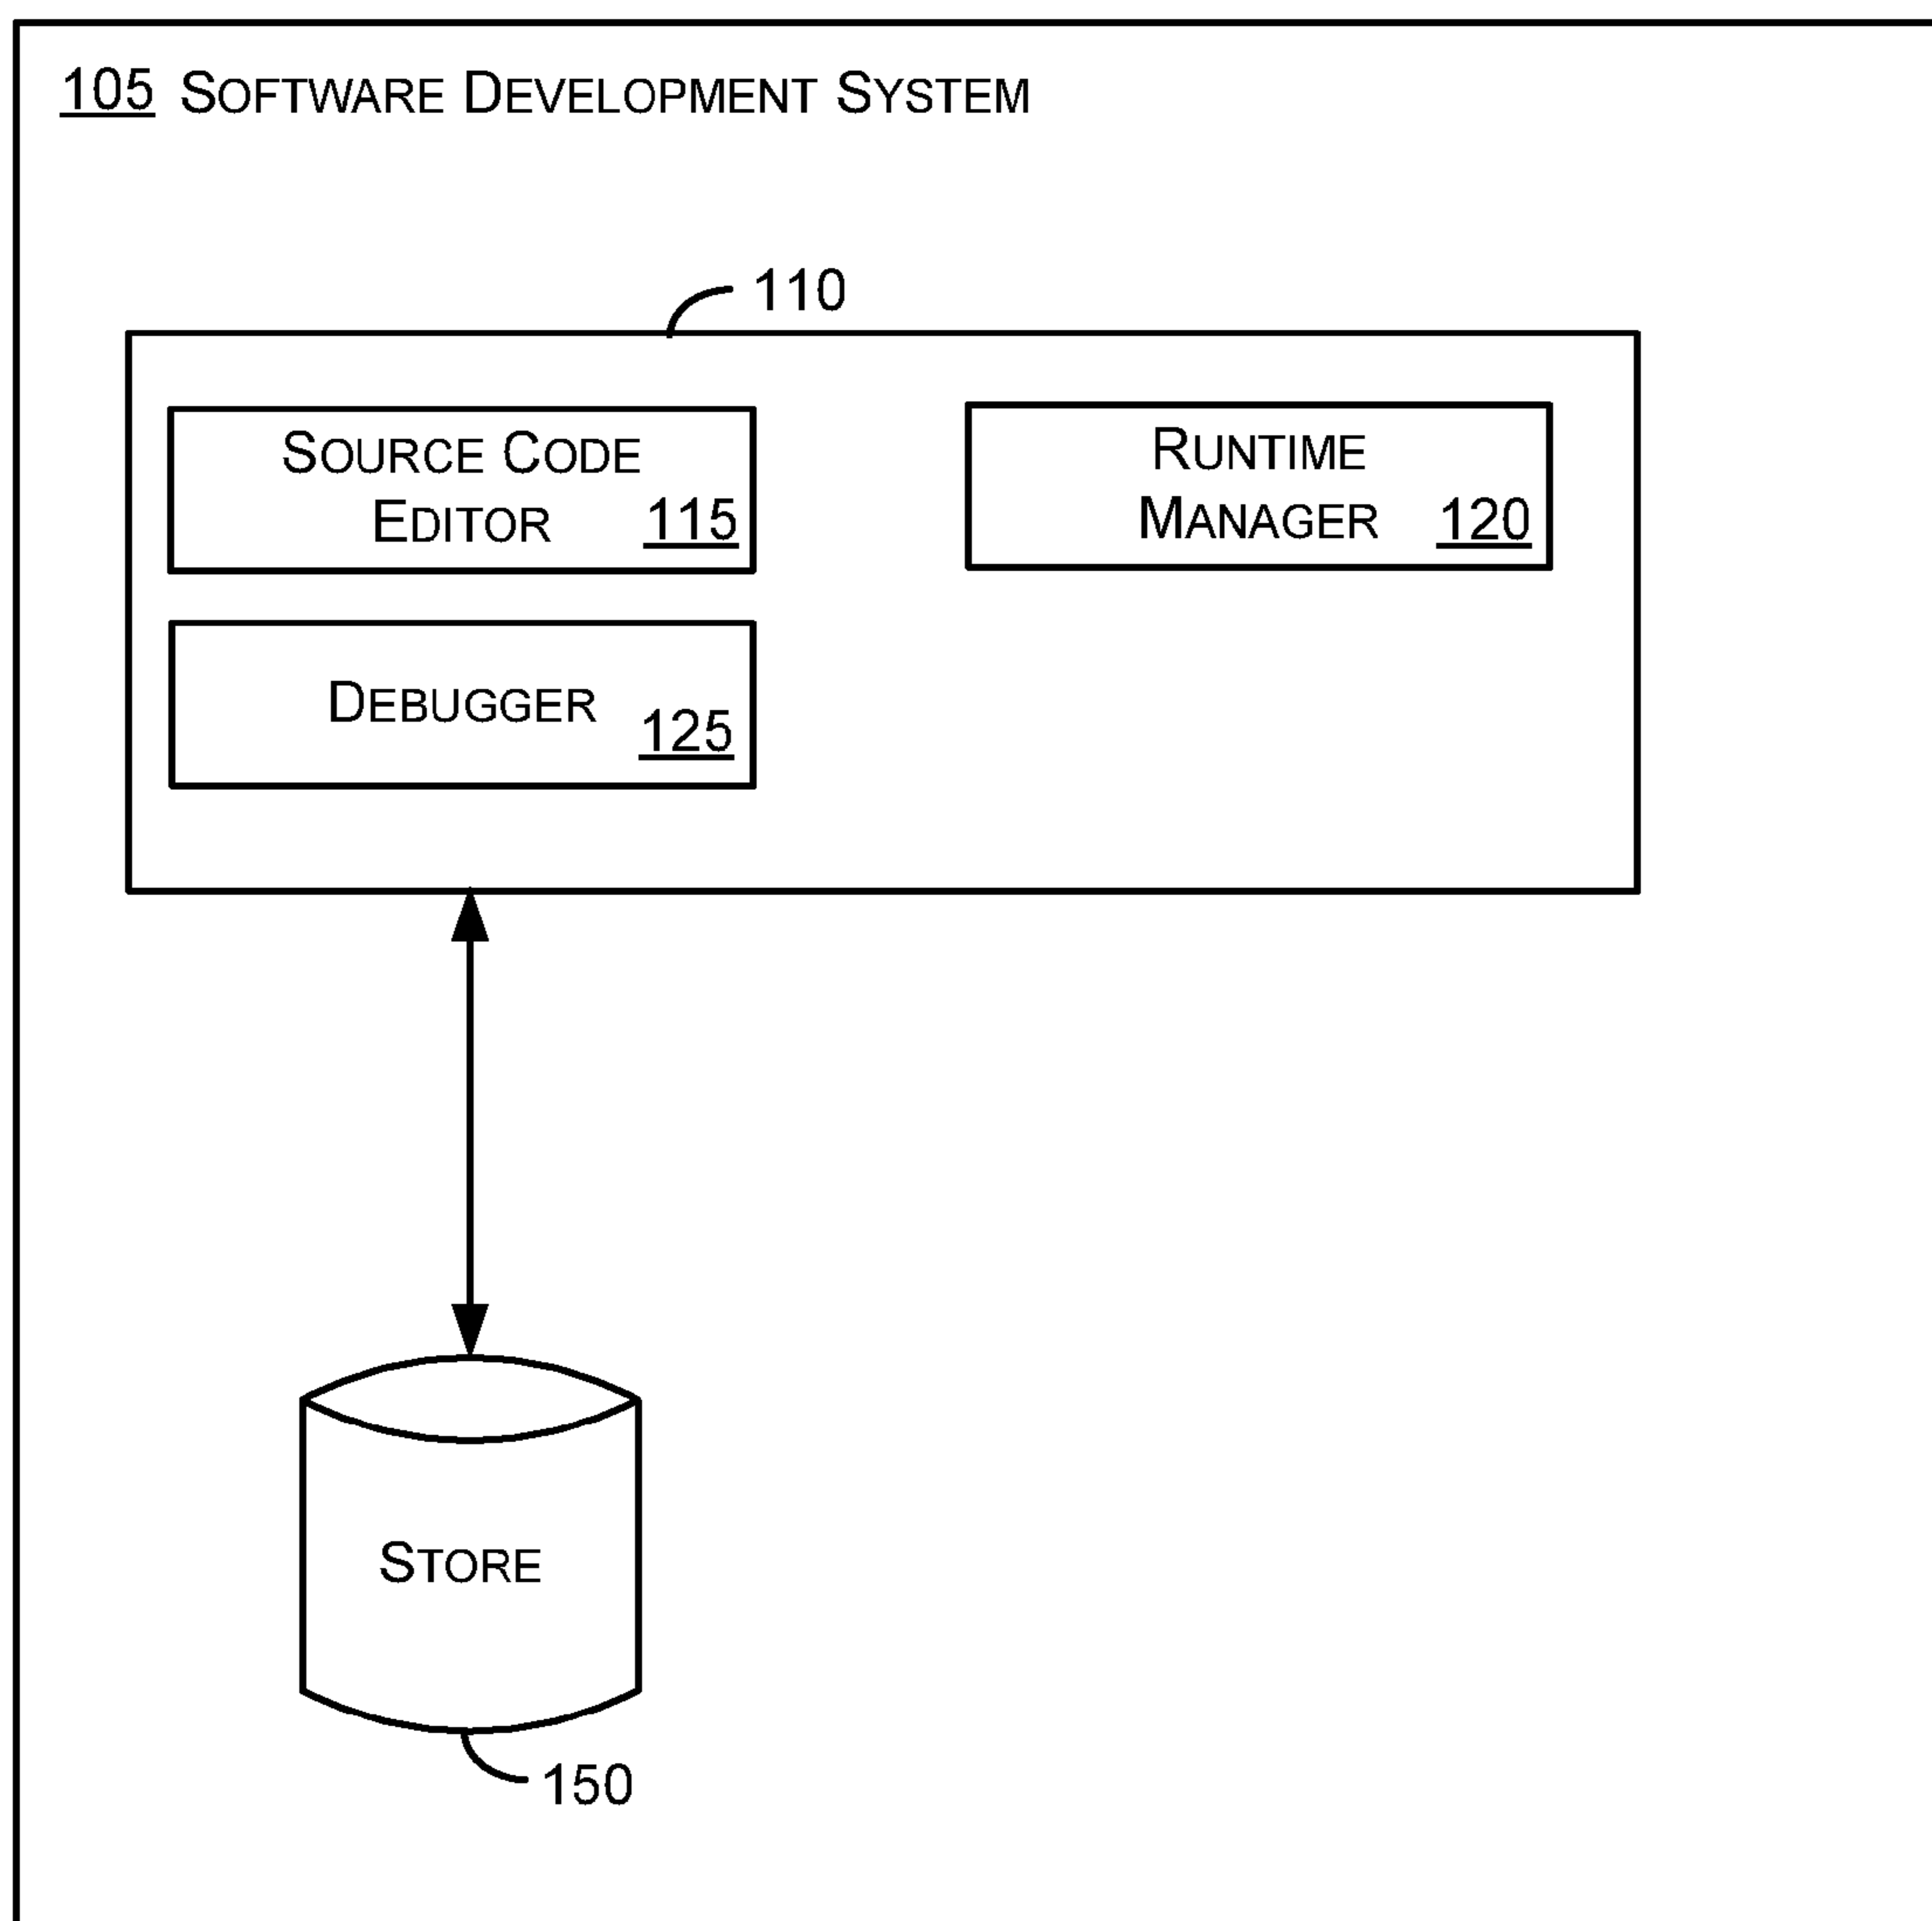 105 SOFTWARE DEVELOPMENT SYSTEM
110
SOURCE CODE
EDITOR 115
RUNTIME
MANAGER 120
DEBUGGER 125
STORE
150